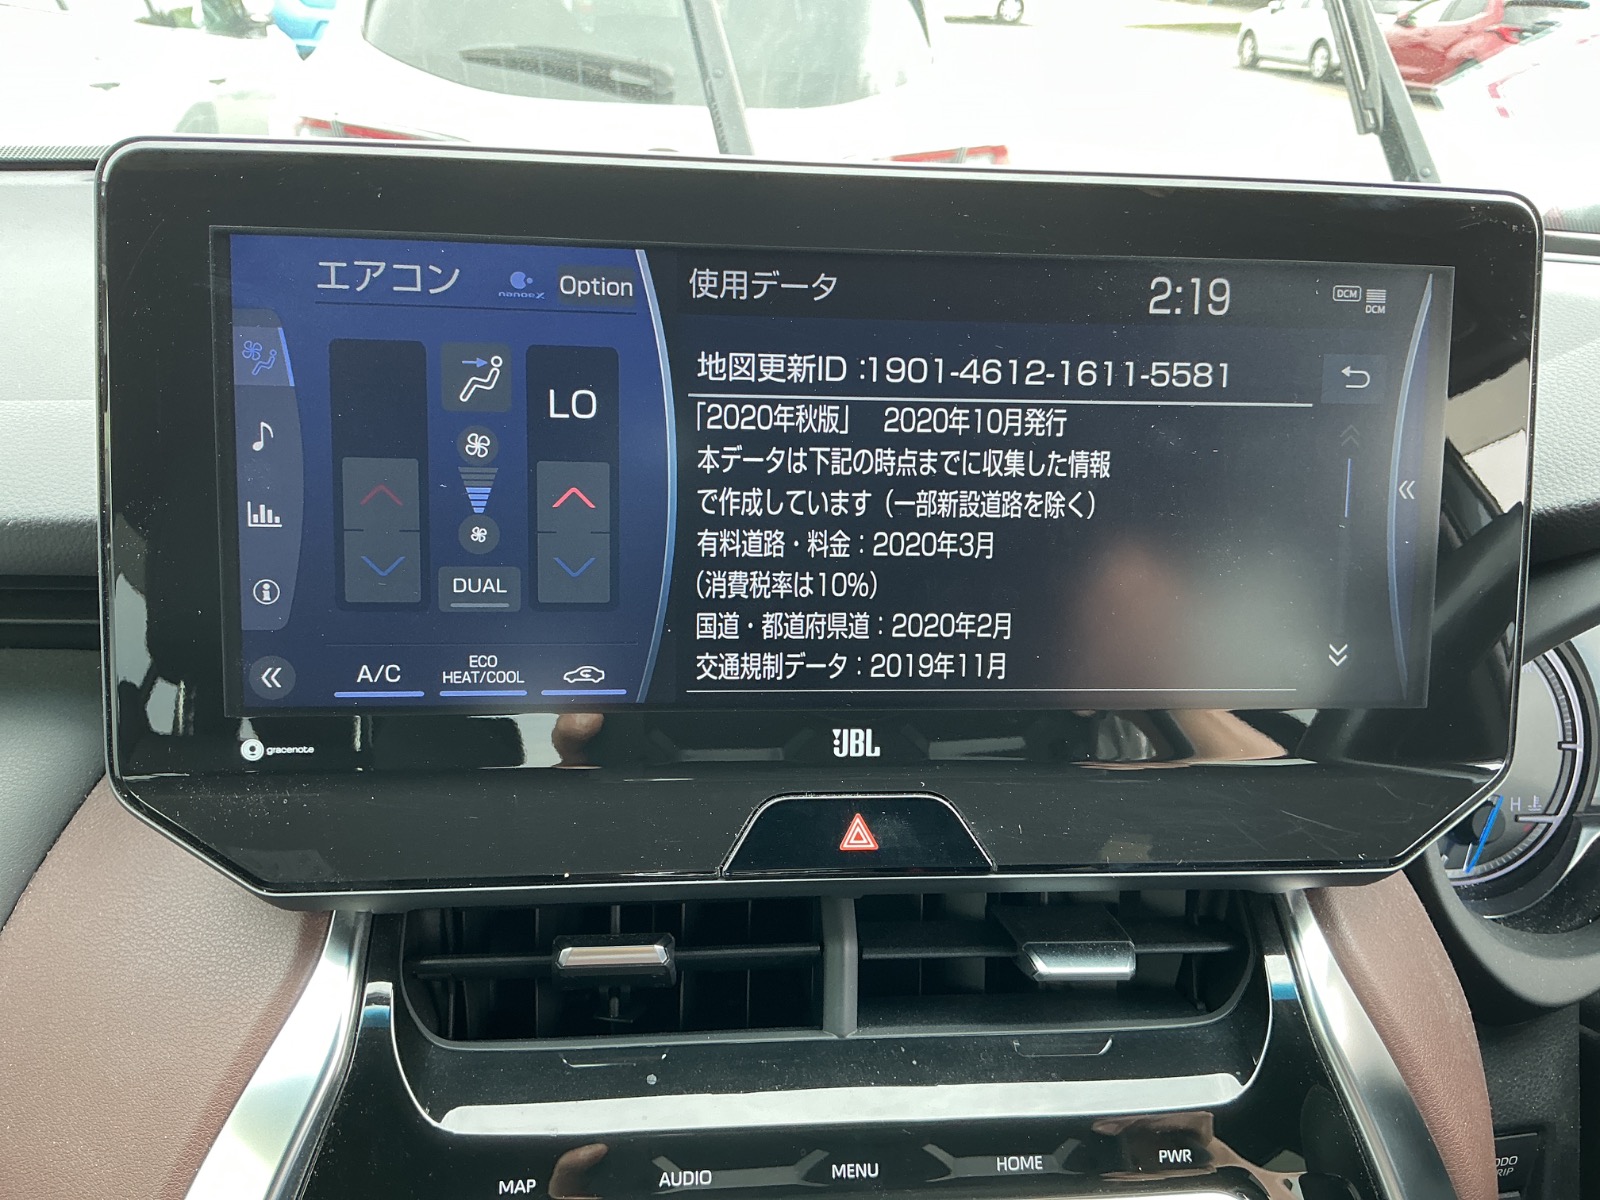 エアコン
nanoeX
Option
使用データ
2:19
DCM
DCM
地図更新ID :1901-4612-1611-5581
「2020年秋版」 2020年10月発行
本データは下記の時点までに収集した情報
で作成しています（一部新設道路を除く）
有料道路・料金：2020年3月
（消費税率は10%）
国道・都道府県道：2020年2月
交通規制データ：2019年11月
LO
DUAL
A/C
ECO
HEAT/COOL
gracenote
JBL
H
MAP
AUDIO
MENU
HOME
PWR